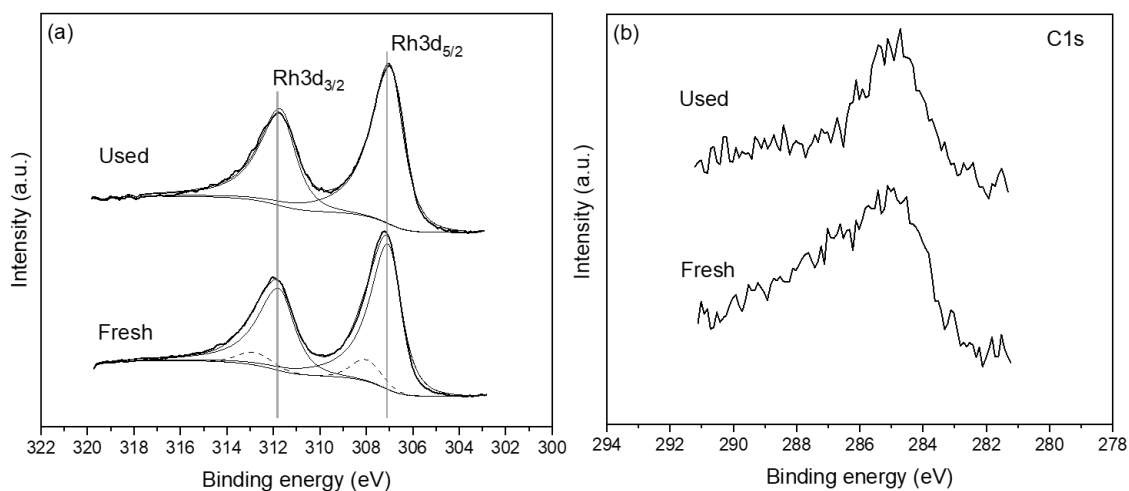 (a)
Rh3d5/2
Rh3d3/2
Used
Fresh
Intensity (a.u.)
322 320 318 316 314 312 310 308 306 304 302 300
Binding energy (eV)
(b)
C1s
Used
Fresh
Intensity (a.u.)
294 292 290 288 286 284 282 280 278
Binding energy (eV)